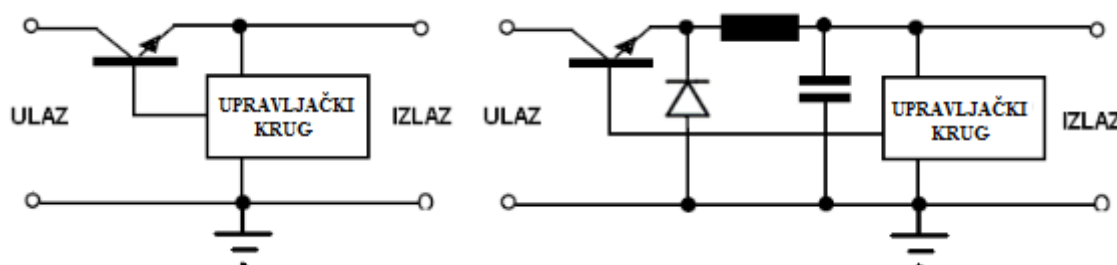 ULAZ
UPRAVLJAČKI
KRUG
IZLAZ
ULAZ
UPRAVLJAČKI
KRUG
IZLAZ